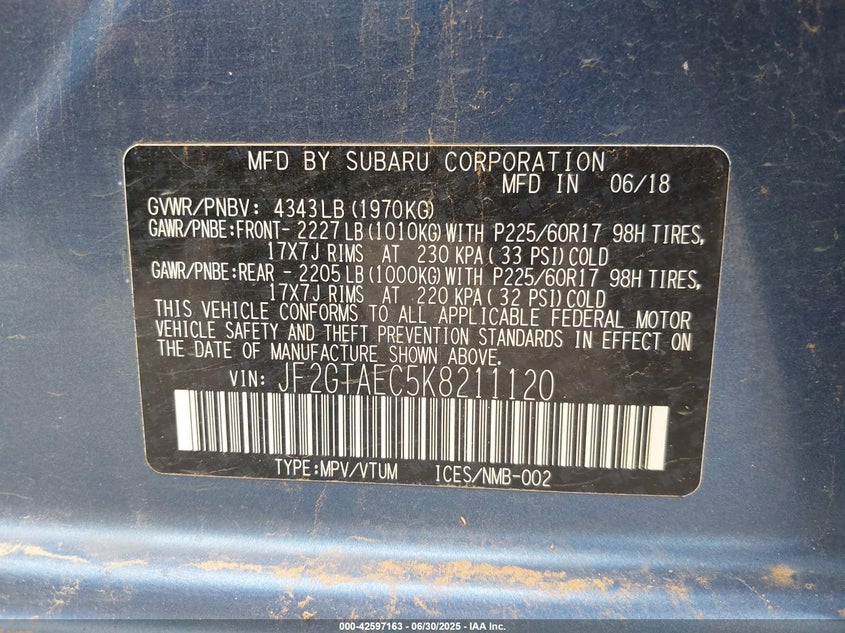 MFD BY SUBARU CORPORATION
MFD IN 06/18
GVWR/PNBV: 4343LB(1970KG)
GAWR/PNBE:FRONT- 2227LB(1010KG)WITH P225/60R17 98H TIRES,
17X7J RIMS AT 230 KPA( 33 PSI)COLD
GAWR/PNBE:REAR - 2205LB(1000KG)WITH P225/60R17 98H TIRES,
17X7J RIMS AT 220 KPA( 32 PSI)COLD
THIS VEHICLE CONFORMS TO ALL APPLICABLE FEDERAL MOTOR
VEHICLE SAFETY AND THEFT PREVENTION STANDARDS IN EFFECT ON
THE DATE OF MANUFACTURE SHOWN ABOVE.
VIN: JF2GTAEC5K8211120
TYPE:MPV/VTUM ICES/NMB-002
000-42597163 - 06/30/2025 - IAA Inc.